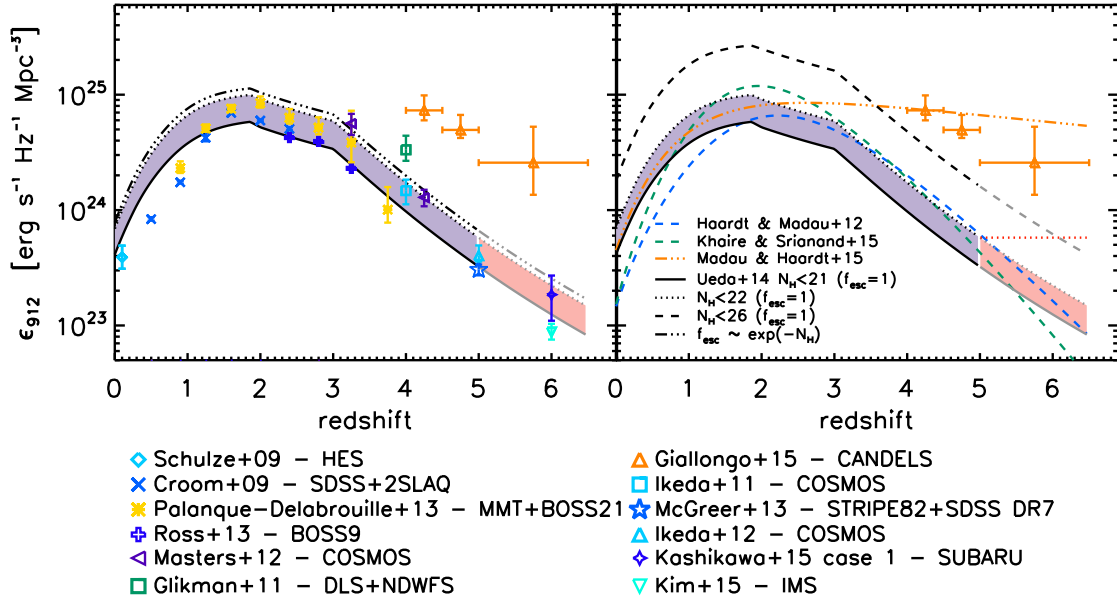 ϵ₉₁₂ [erg s⁻¹ Hz⁻¹ Mpc⁻³]
10²⁵
10²⁴
10²³
0 1 2 3 4 5 6
redshift
Haardt & Madau+12
Khaire & Srianand+15
Madau & Haardt+15
Ueda+14 N_H<21 (f_esc=1)
N_H<22 (f_esc=1)
N_H<26 (f_esc=1)
f_esc ~ exp(−N_H)
0 1 2 3 4 5 6
redshift
Schulze+09 − HES
Croom+09 − SDSS+2SLAQ
Palanque−Delabrouille+13 − MMT+BOSS21
Ross+13 − BOSS9
Masters+12 − COSMOS
Glikman+11 − DLS+NDWFS
Giallongo+15 − CANDELS
Ikeda+11 − COSMOS
McGreer+13 − STRIPE82+SDSS DR7
Ikeda+12 − COSMOS
Kashikawa+15 case 1 − SUBARU
Kim+15 − IMS